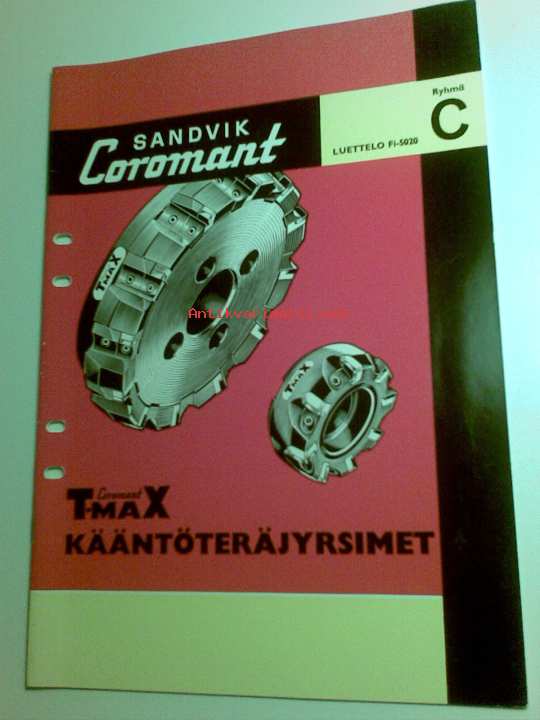 Ryhmä
C
LUETTELO Fi-5020
SANDVIK
Coromant
T-MAX
T-MAX
Coromant
T-MAX
KÄÄNTÖTERÄJYRSIMET